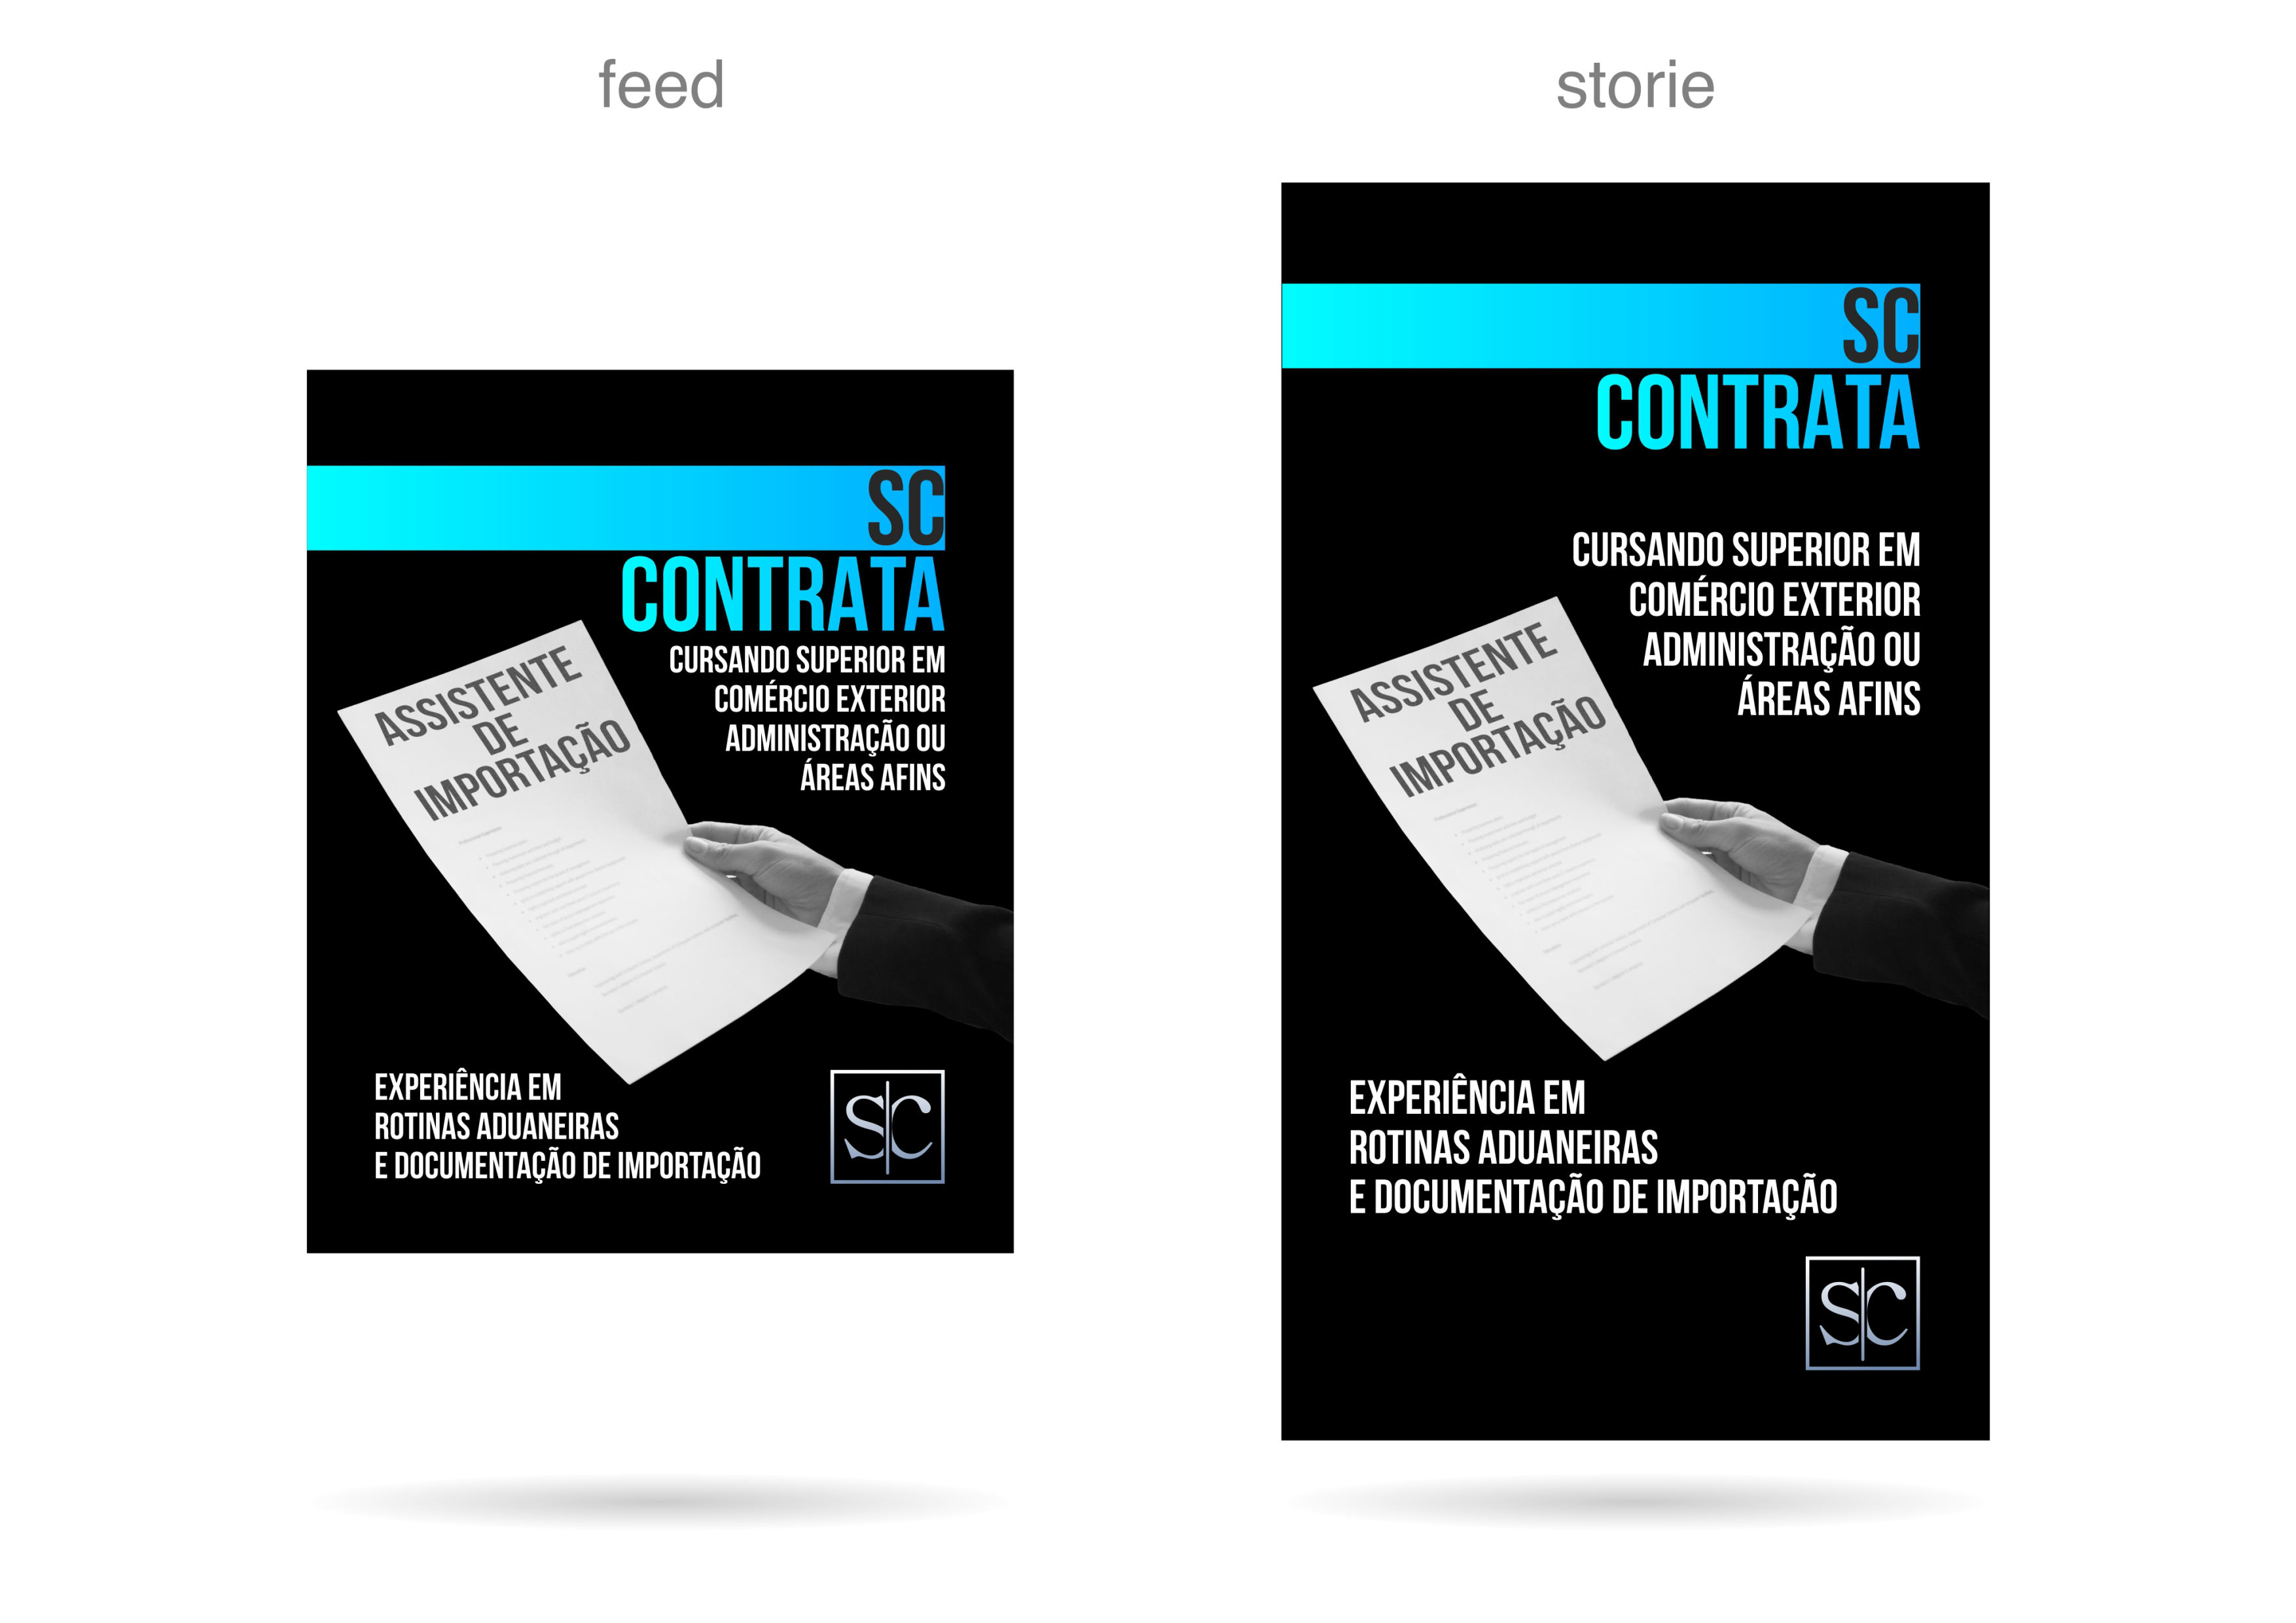 feed
SC
CONTRATA
CURSANDO SUPERIOR EM
COMÉRCIO EXTERIOR
ADMINISTRAÇÃO OU
ÁREAS AFINS
ASSISTENTE
DE
IMPORTAÇÃO
EXPERIÊNCIA EM
ROTINAS ADUANEIRAS
E DOCUMENTAÇÃO DE IMPORTAÇÃO
S|C
storie
SC
CONTRATA
CURSANDO SUPERIOR EM
COMÉRCIO EXTERIOR
ADMINISTRAÇÃO OU
ÁREAS AFINS
ASSISTENTE
DE
IMPORTAÇÃO
EXPERIÊNCIA EM
ROTINAS ADUANEIRAS
E DOCUMENTAÇÃO DE IMPORTAÇÃO
S|C